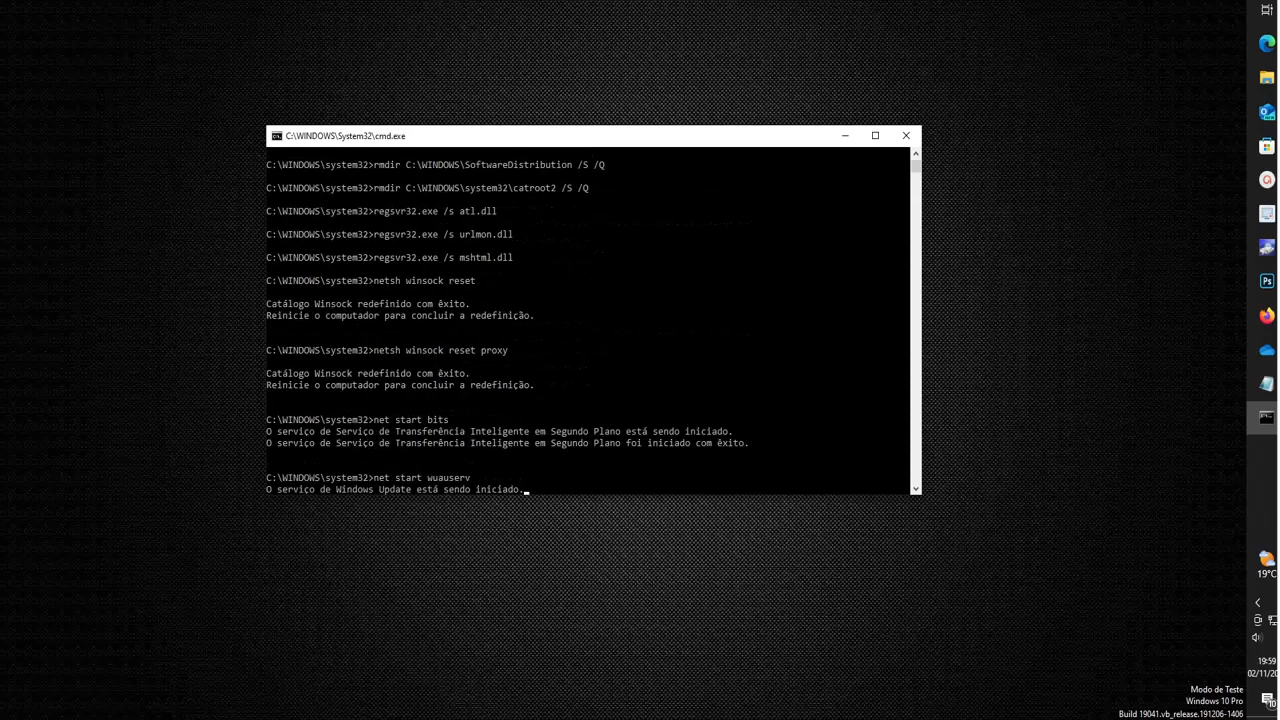 C:\WINDOWS\System32\cmd.exe
C:\WINDOWS\system32>rmdir C:\WINDOWS\SoftwareDistribution /S /Q
C:\WINDOWS\system32>rmdir C:\WINDOWS\system32\catroot2 /S /Q
C:\WINDOWS\system32>regsvr32.exe /s atl.dll
C:\WINDOWS\system32>regsvr32.exe /s urlmon.dll
C:\WINDOWS\system32>regsvr32.exe /s mshtml.dll
C:\WINDOWS\system32>netsh winsock reset
Catálogo Winsock redefinido com êxito.
Reinicie o computador para concluir a redefinição.
C:\WINDOWS\system32>netsh winsock reset proxy
Catálogo Winsock redefinido com êxito.
Reinicie o computador para concluir a redefinição.
C:\WINDOWS\system32>net start bits
O serviço de Serviço de Transferência Inteligente em Segundo Plano está sendo iniciado.
O serviço de Serviço de Transferência Inteligente em Segundo Plano foi iniciado com êxito.
C:\WINDOWS\system32>net start wuauserv
O serviço de Windows Update está sendo iniciado.
Ps
19°C
19:59
02/11/20
Modo de Teste
Windows 10 Pro
Build 19041.vb_release.191206-1406
10